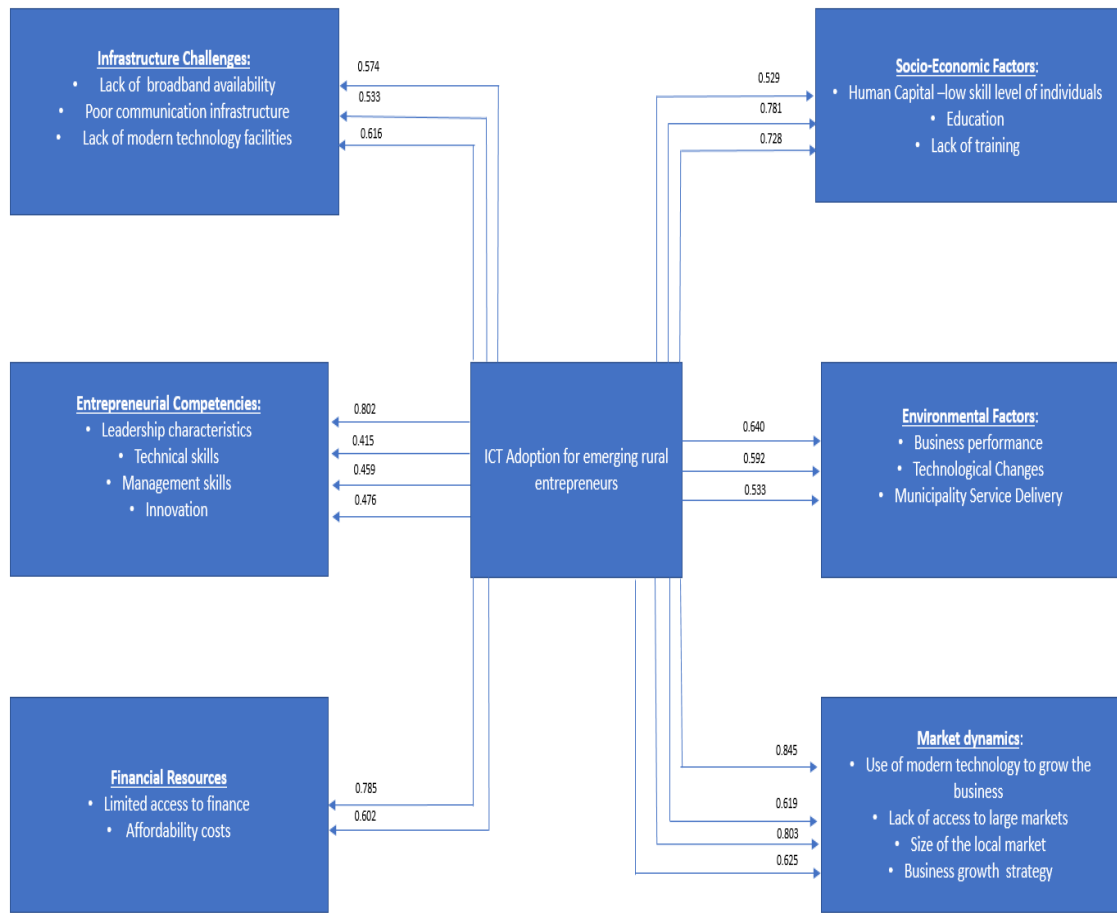 Infrastructure Challenges:
• Lack of broadband availability
• Poor communication infrastructure
• Lack of modern technology facilities
0.574
0.533
0.616
0.529
0.781
0.728
Socio-Economic Factors:
• Human Capital –low skill level of individuals
• Education
• Lack of training
Entrepreneurial Competencies:
• Leadership characteristics
• Technical skills
• Management skills
• Innovation
0.802
0.415
0.459
0.476
ICT Adoption for emerging rural
entrepreneurs
0.640
0.592
0.533
Environmental Factors:
• Business performance
• Technological Changes
• Municipality Service Delivery
Financial Resources
• Limited access to finance
• Affordability costs
0.785
0.602
0.845
0.619
0.803
0.625
Market dynamics:
• Use of modern technology to grow the
business
• Lack of access to large markets
• Size of the local market
• Business growth strategy